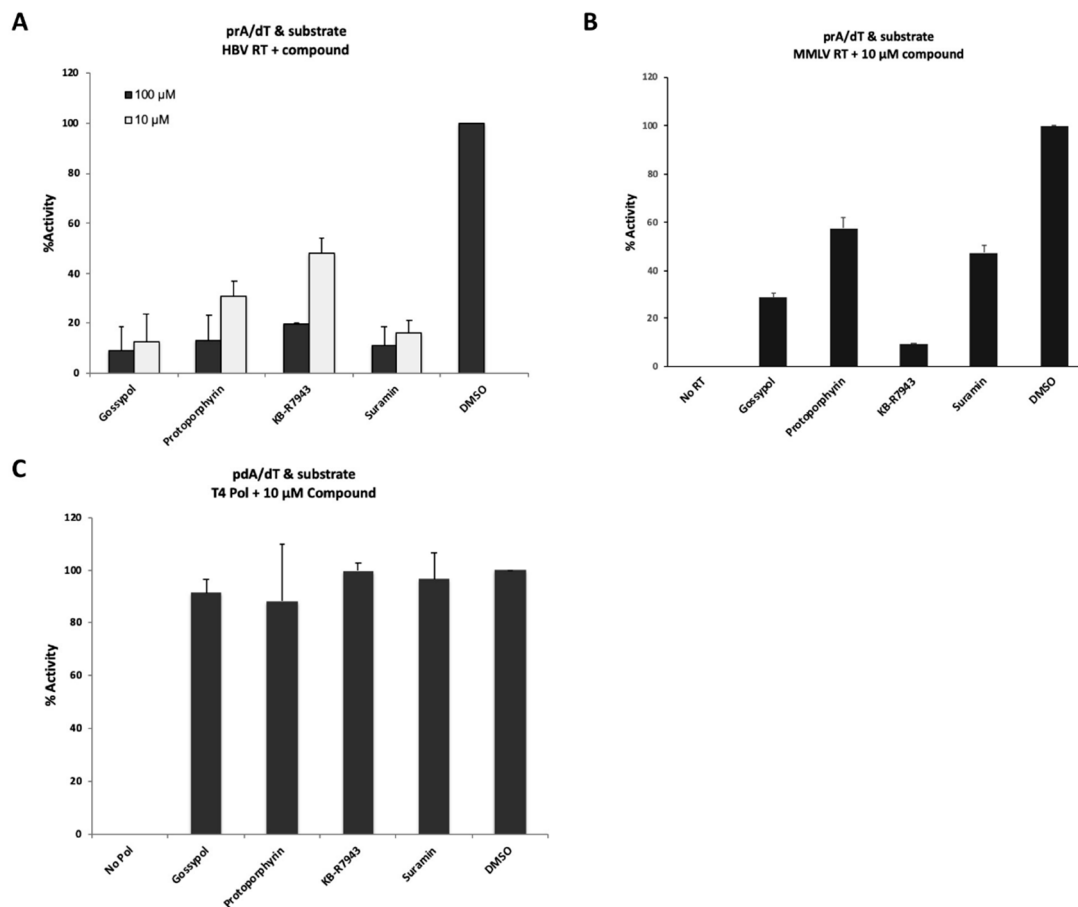 A
prA/dT & substrate
HBV RT + compound
120
100
80
60
40
20
0
%Activity
100 μM
10 μM
Gossypol
Protoporphyrin
KB-R7943
Suramin
DMSO
B
prA/dT & substrate
MMLV RT + 10 μM compound
120
100
80
60
40
20
0
% Activity
No RT
Gossypol
Protoporphyrin
KB-R7943
Suramin
DMSO
C
pdA/dT & substrate
T4 Pol + 10 μM Compound
120
100
80
60
40
20
0
% Activity
No Pol
Gossypol
Protoporphyrin
KB-R7943
Suramin
DMSO